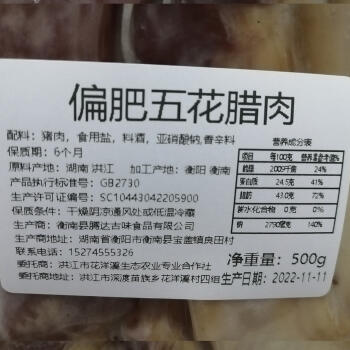 偏肥五花腊肉
配料：猪肉，食用盐，料酒，亚硝酸钠,香辛料
保质期：6个月
原料产地：湖南 洪江 加工产地：衡阳 衡南
产品执行标准号：GB2730
生产许可证编号：SC10443042205900
保质条件：干燥阴凉通风处或低温冷藏
生产商：衡南县腾达古味食品有限公司
生产商地址：湖南省衡阳市衡南县宝盖镇良田村
联系电话：15274555326
委托商：洪江市花洋溪生态农业专业合作社
委托商：洪江市深渡苗族乡花洋溪村四组
营养成分表
项目 每100克 营养素参考值%
能量 2009千焦 24%
蛋白质 24.5克 41%
脂肪 43.0克 72%
碳水化合物 0克 0%
钠 2790毫克 140%
净重量：500g
生产日期：2022-11-11